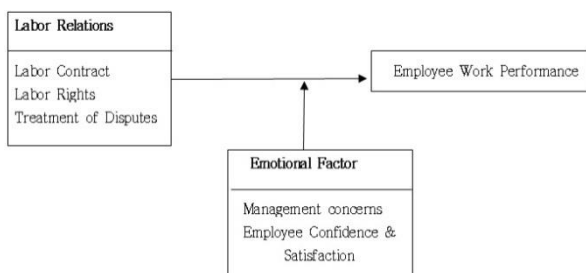 Labor Relations
Labor Contract
Labor Rights
Treatment of Disputes
Employee Work Performance
Emotional Factor
Management concerns
Employee Confidence &
Satisfaction